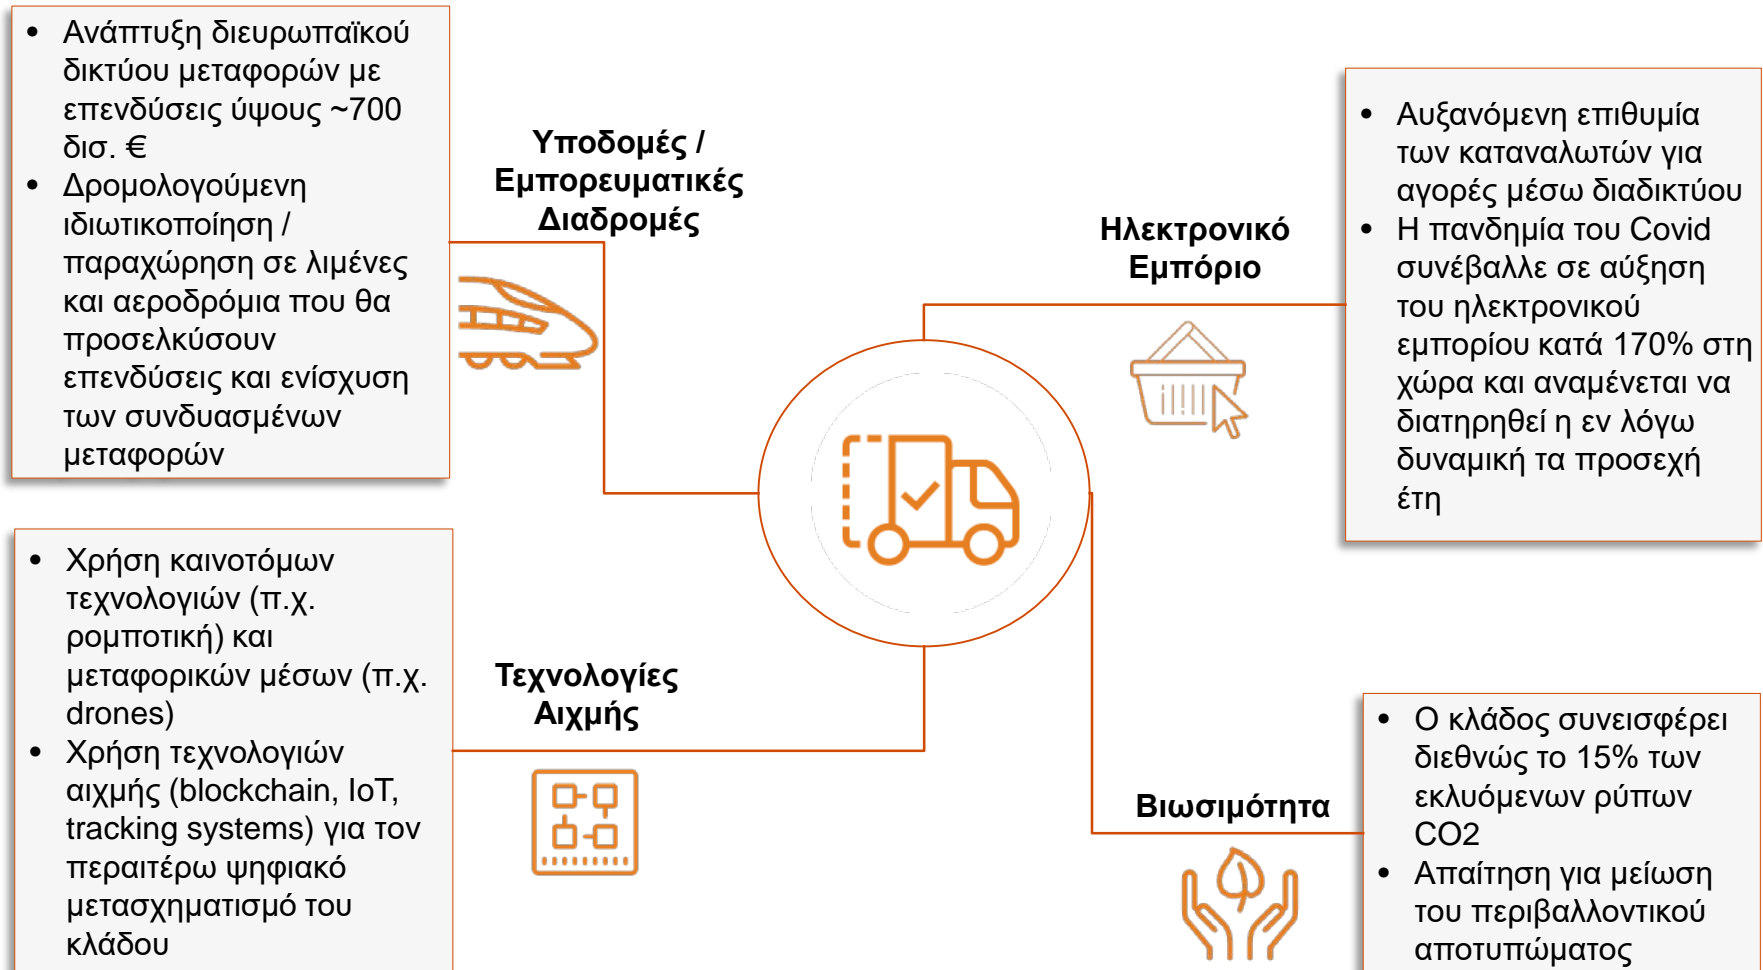 • Ανάπτυξη διευρωπαϊκού
δικτύου μεταφορών με
επενδύσεις ύψους ~700
δισ. €
• Δρομολογούμενη
ιδιωτικοποίηση /
παραχώρηση σε λιμένες
και αεροδρόμια που θα
προσελκύσουν
επενδύσεις και ενίσχυση
των συνδυασμένων
μεταφορών
Υποδομές /
Εμπορευματικές
Διαδρομές
Ηλεκτρονικό
Εμπόριο
• Αυξανόμενη επιθυμία
των καταναλωτών για
αγορές μέσω διαδικτύου
• Η πανδημία του Covid
συνέβαλλε σε αύξηση
του ηλεκτρονικού
εμπορίου κατά 170% στη
χώρα και αναμένεται να
διατηρηθεί η εν λόγω
δυναμική τα προσεχή
έτη
• Χρήση καινοτόμων
τεχνολογιών (π.χ.
ρομποτική) και
μεταφορικών μέσων (π.χ.
drones)
• Χρήση τεχνολογιών
αιχμής (blockchain, IoT,
tracking systems) για τον
περαιτέρω ψηφιακό
μετασχηματισμό του
κλάδου
Τεχνολογίες
Αιχμής
Βιωσιμότητα
• Ο κλάδος συνεισφέρει
διεθνώς το 15% των
εκλυόμενων ρύπων
CO2
• Απαίτηση για μείωση
του περιβαλλοντικού
αποτυπώματος